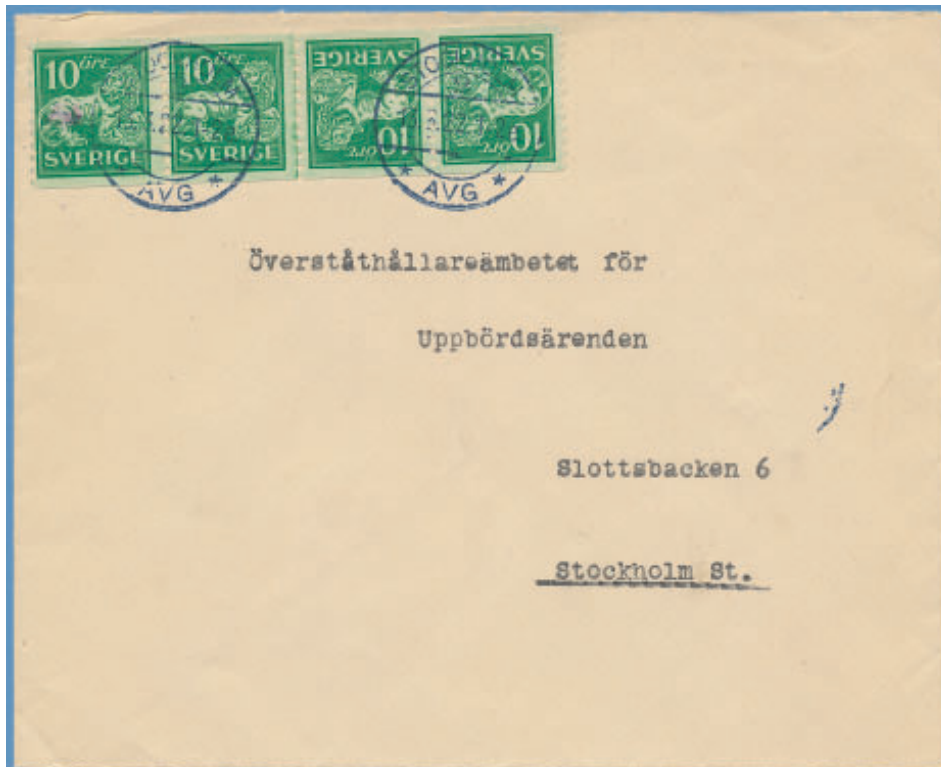 10 öre 10 öre SVERIGE SVERIGE
SVERIGE SVERIGE 10 öre 10 öre
AVG AVG
Överståthållareämbetet för
Uppbördsärenden
Slottsbacken 6
Stockholm St.